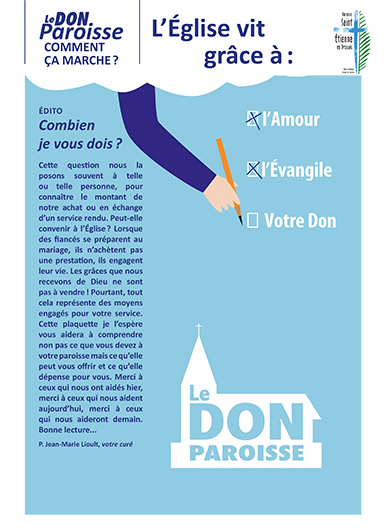 Le DON
Paroisse
COMMENT
ÇA MARCHE ?
L'Église vit
grâce à :
Paroisse
Saint
Étienne
en Dessaus
ÉDITO
Combien
je vous dois ?
Cette question nous la
posons souvent à telle
ou telle personne, pour
connaître le montant de
notre achat ou en échange
d'un service rendu. Peut-elle
convenir à l'Église ? Lorsque
des fiancés se préparent au
mariage, ils n'achètent pas
une prestation, ils engagent
leur vie. Les grâces que nous
recevons de Dieu ne sont
pas à vendre ! Pourtant, tout
cela représente des moyens
engagés pour votre service.
Cette plaquette je l'espère
vous aidera à comprendre
non pas ce que vous devez à
votre paroisse mais ce qu'elle
peut vous offrir et ce qu'elle
dépense pour vous. Merci à
ceux qui nous ont aidés hier,
merci à ceux qui nous aident
aujourd'hui, merci à ceux
qui nous aideront demain.
Bonne lecture...
P. Jean-Marie Lioult, votre curé
l'Amour
l'Évangile
Votre Don
Le
DON
PAROISSE